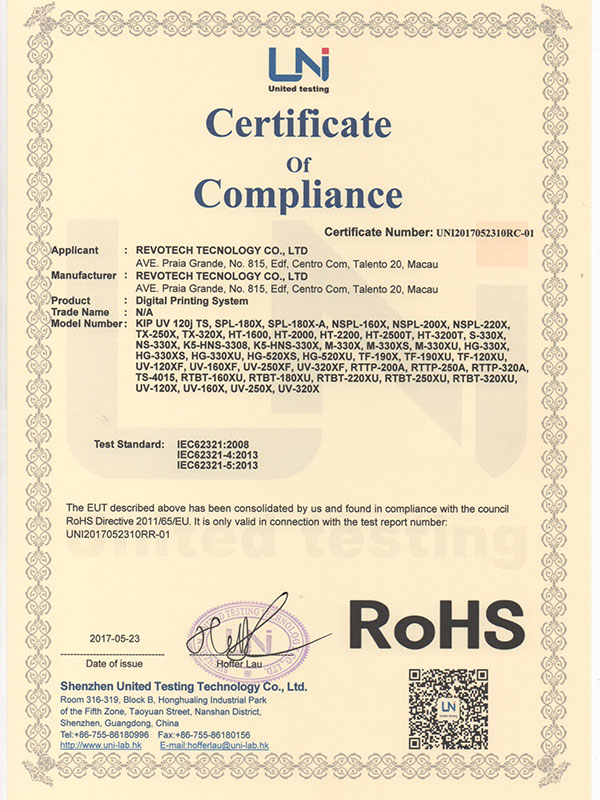 UNi
United testing
Certificate
Of
Compliance
Certificate Number: UNI2017052310RC-01
Applicant : REVOTECH TECNOLOGY CO., LTD
AVE. Praia Grande, No. 815, Edf, Centro Com, Talento 20, Macau
Manufacturer : REVOTECH TECNOLOGY CO., LTD
AVE. Praia Grande, No. 815, Edf, Centro Com, Talento 20, Macau
Product : Digital Printing System
Trade Name : N/A
Model Number : KIP UV 120j TS, SPL-180X, SPL-180X-A, NSPL-160X, NSPL-200X, NSPL-220X,
TX-250X, TX-320X, HT-1600, HT-2000, HT-2200, HT-2500T, HT-3200T, S-330X,
NS-330X, K5-HNS-3308, K5-HNS-330X, M-330X, M-330XS, M-330XU, HG-330X,
HG-330XS, HG-330XU, HG-520XS, HG-520XU, TF-190X, TF-190XU, TF-120XU,
UV-120XF, UV-160XF, UV-250XF, UV-320XF, RTTP-200A, RTTP-250A, RTTP-320A,
TS-4015, RTBT-160XU, RTBT-180XU, RTBT-220XU, RTBT-250XU, RTBT-320XU,
UV-120X, UV-160X, UV-250X, UV-320X
Test Standard: IEC62321:2008
IEC62321-4:2013
IEC62321-5:2013
The EUT described above has been consolidated by us and found in compliance with the council
RoHS Directive 2011/65/EU. It is only valid in connection with the test report number:
UNI2017052310RR-01
United testing
RoHS
2017-05-23
Date of issue
Hoffer Lau
Shenzhen United Testing Technology Co., Ltd.
Room 316-319, Block B, Honghualing Industrial Park
of the Fifth Zone, Taoyuan Street, Nanshan District,
Shenzhen, Guangdong, China
Tel:+86-755-86180996 Fax:+86-755-86180156
http://www.uni-lab.hk E-mail:hofferlau@uni-lab.hk